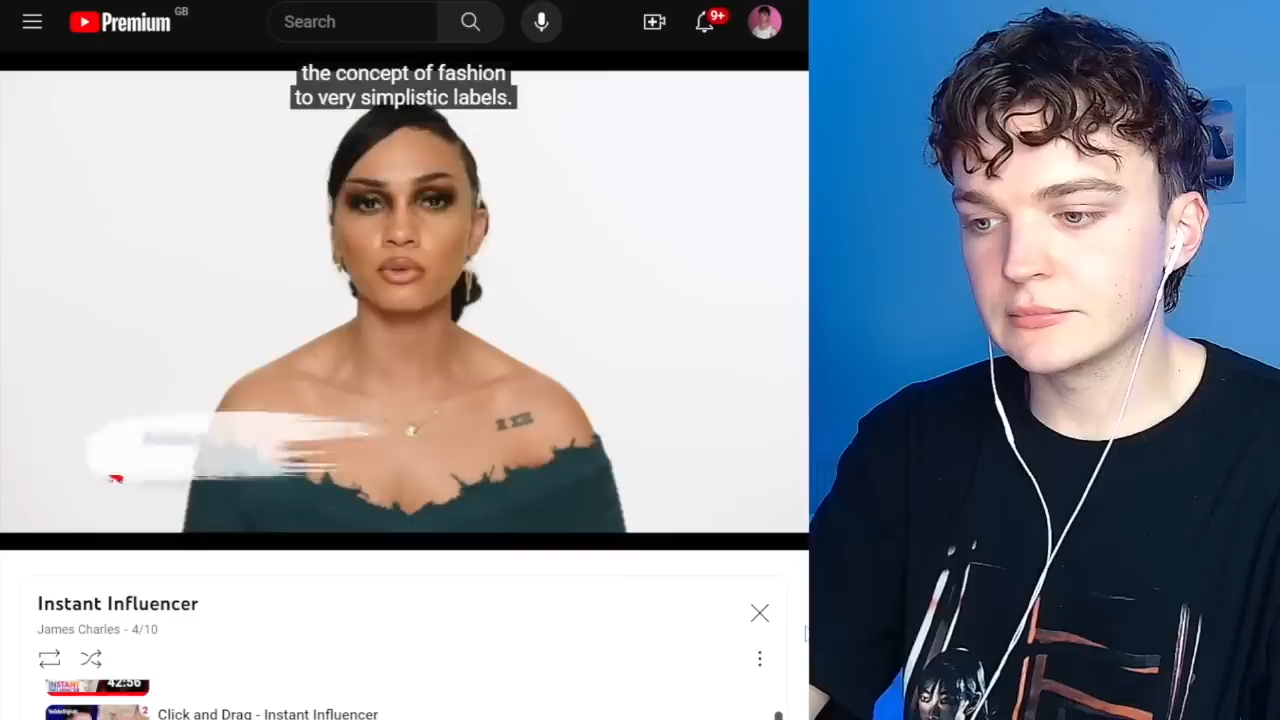 Premium
GB
Search
9+
the concept of fashion
to very simplistic labels.
Instant Influencer
James Charles - 4/10
42:56
Click and Drag - Instant Influencer